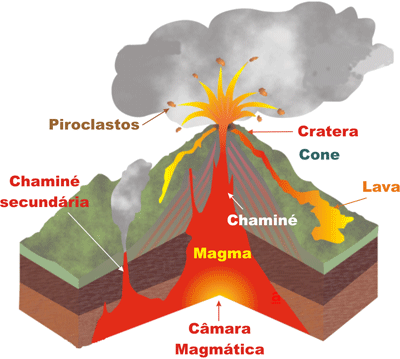 Piroclastos
Cratera
Cone
Chaminé
secundária
Lava
Chaminé
Magma
Câmara
Magmática